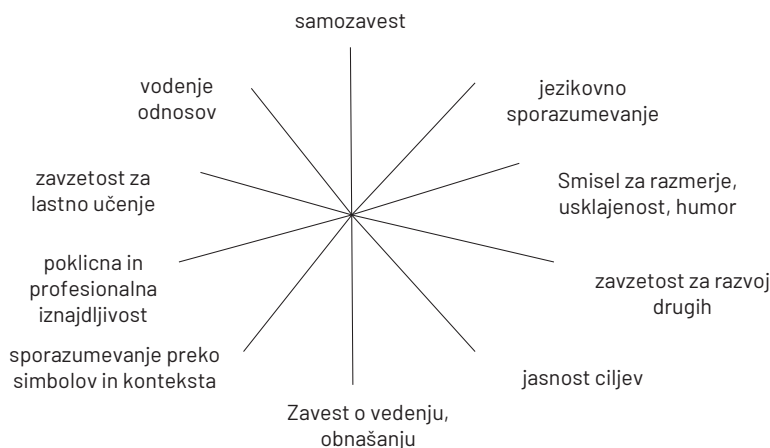 samozavest
vodenje
odnosov
jezikovno
sporazumevanje
zavzetost za
lastno učenje
Smisel za razmerje,
usklajenost, humor
poklicna in
profesionalna
iznajdljivost
zavzetost za razvoj
drugih
sporazumevanje preko
simbolov in konteksta
jasnost ciljev
Zavest o vedenju,
obnašanju